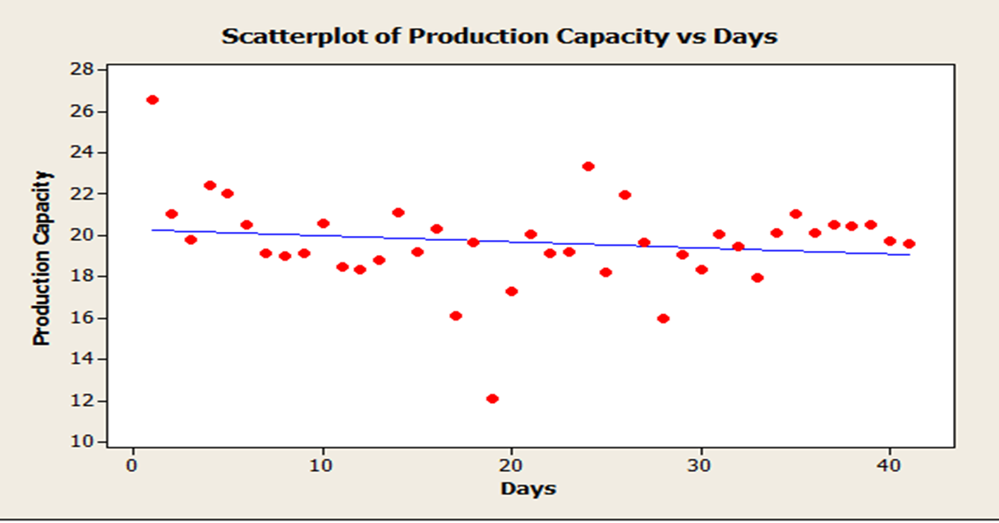 Scatterplot of Production Capacity vs Days
28
26
24
22
20
18
16
14
12
10
Production Capacity
0 10 20 30 40
Days